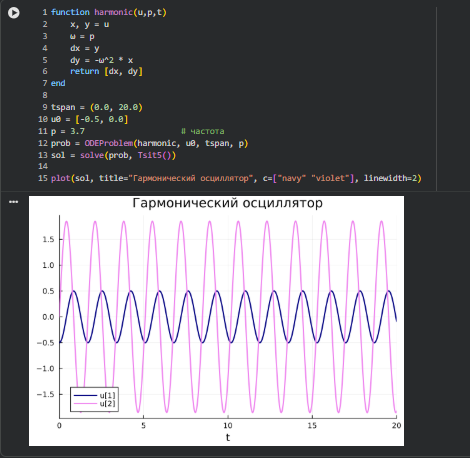 1 function harmonic(u,p,t)
2     x, y = u
3     ω = p
4     dx = y
5     dy = -ω^2 * x
6     return [dx, dy]
7 end
8
9 tspan = (0.0, 20.0)
10 u0 = [-0.5, 0.0]
11 p = 3.7                # частота
12 prob = ODEProblem(harmonic, u0, tspan, p)
13 sol = solve(prob, Tsit5())
14
15 plot(sol, title="Гармонический осциллятор", c=["navy" "violet"], linewidth=2)
Гармонический осциллятор
1.5
1.0
0.5
0.0
-0.5
-1.0
-1.5
u[1]
u[2]
0 5 10 15 20
t